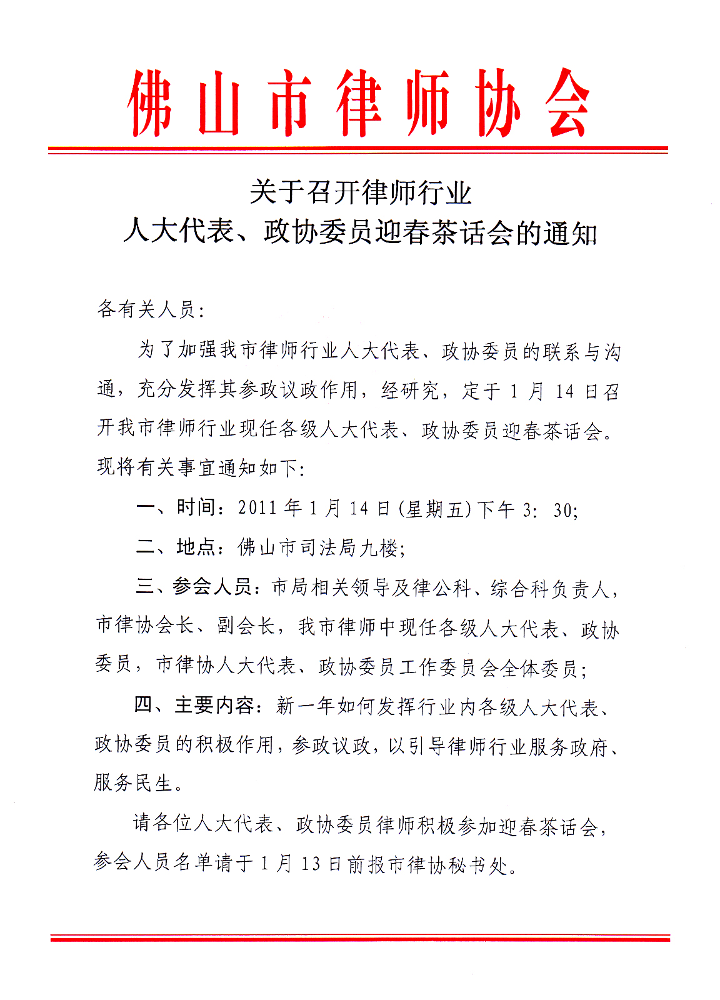 佛山市律师协会
关于召开律师行业
人大代表、政协委员迎春茶话会的通知
各有关人员：
为了加强我市律师行业人大代表、政协委员的联系与沟
通，充分发挥其参政议政作用，经研究，定于 1 月 14 日召
开我市律师行业现任各级人大代表、政协委员迎春茶话会。
现将有关事宜通知如下：
一、时间：2011 年 1 月 14 日(星期五)下午 3：30；
二、地点：佛山市司法局九楼；
三、参会人员：市局相关领导及律公科、综合科负责人，
市律协会长、副会长，我市律师中现任各级人大代表、政协
委员，市律协人大代表、政协委员工作委员会全体委员；
四、主要内容：新一年如何发挥行业内各级人大代表、
政协委员的积极作用，参政议政，以引导律师行业服务政府、
服务民生。
请各位人大代表、政协委员律师积极参加迎春茶话会，
参会人员名单请于 1 月 13 日前报市律协秘书处。